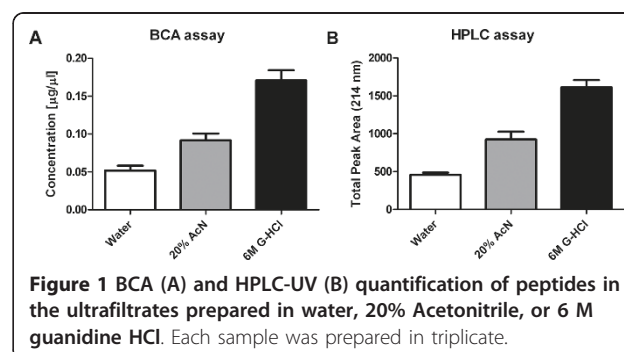 A
BCA assay
Concentration [µg/µl]
0.20
0.15
0.10
0.05
0.00
Water
20% AcN
6M G-HCl
B
HPLC assay
Total Peak Area (214 nm)
2000
1500
1000
500
0
Water
20% AcN
6M G-HCl
Figure 1 BCA (A) and HPLC-UV (B) quantification of peptides in
the ultrafiltrates prepared in water, 20% Acetonitrile, or 6 M
guanidine HCl. Each sample was prepared in triplicate.